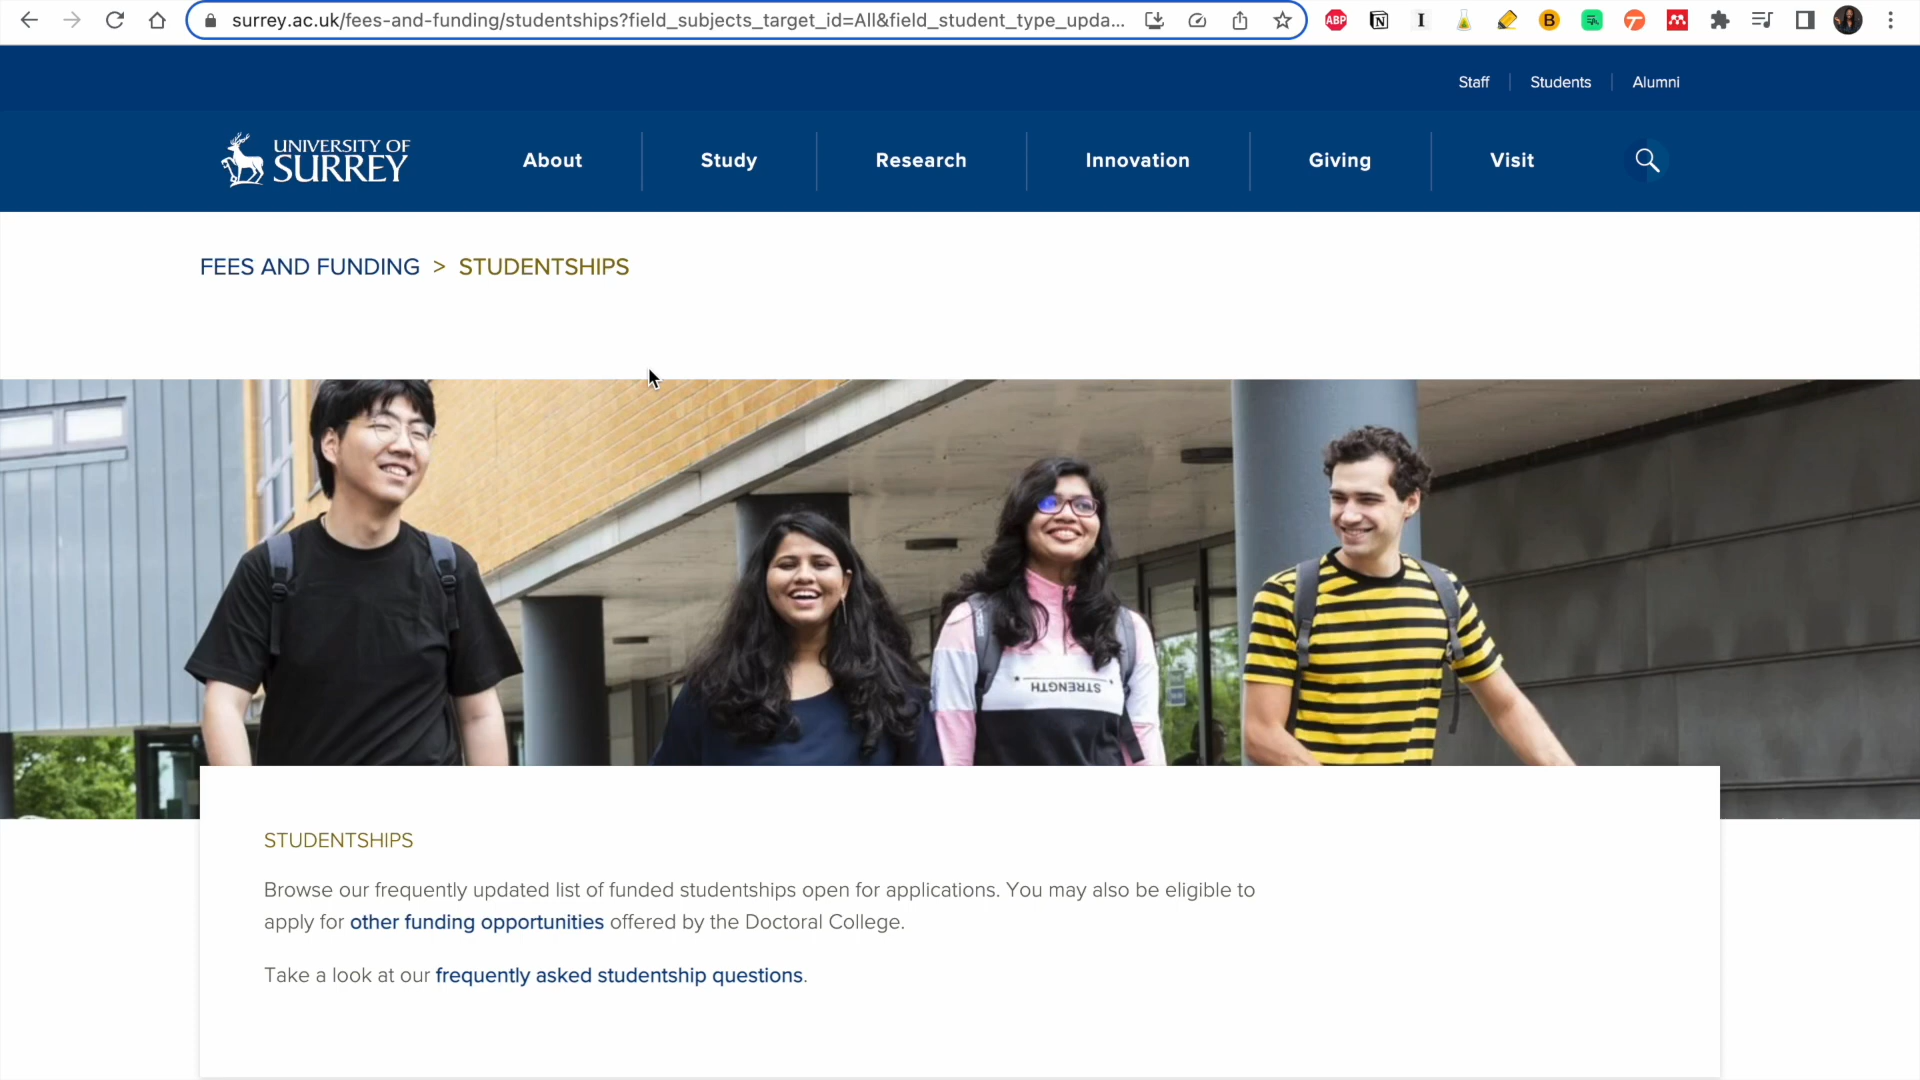 surrey.ac.uk/fees-and-funding/studentships?field_subjects_target_id=All&field_student_type_upda...
ABP
N
I
B
Staff
Students
Alumni
UNIVERSITY OF
SURREY
About
Study
Research
Innovation
Giving
Visit
FEES AND FUNDING > STUDENTSHIPS
STRENGTH
STUDENTSHIPS
Browse our frequently updated list of funded studentships open for applications. You may also be eligible to
apply for other funding opportunities offered by the Doctoral College.
Take a look at our frequently asked studentship questions.